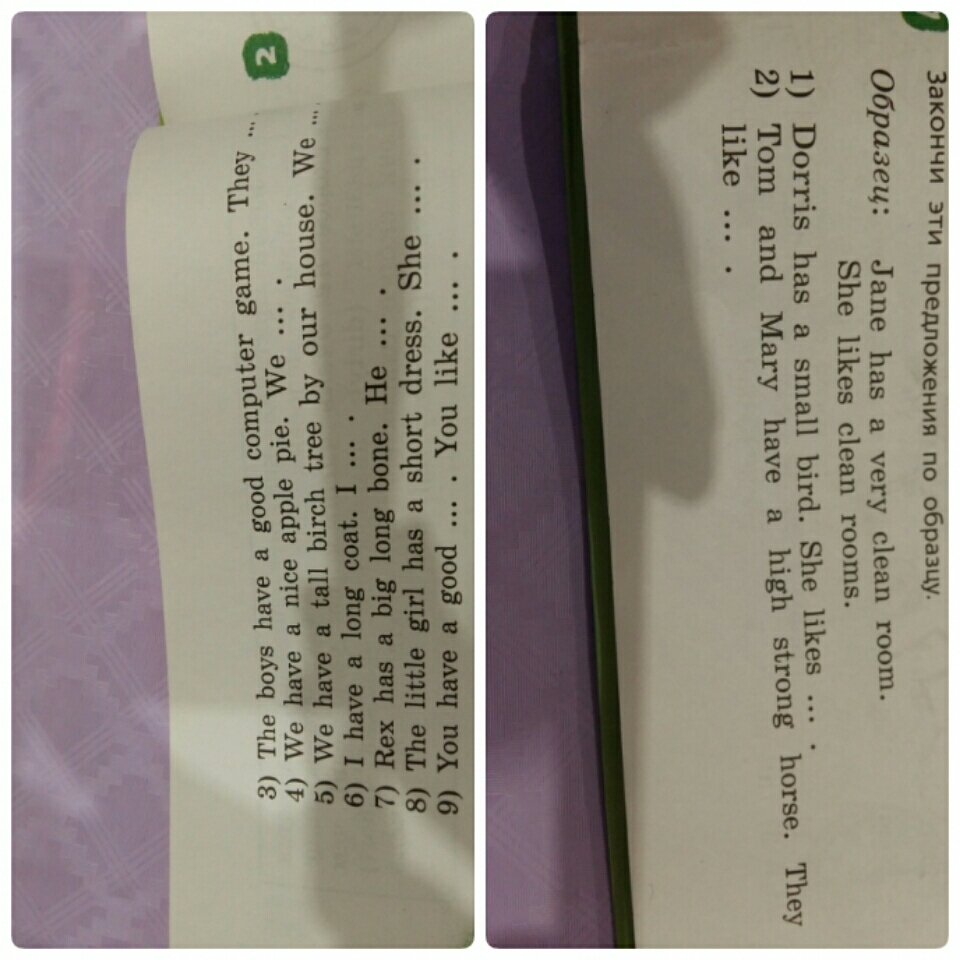 Закончи эти предложения по образцу.
Образец: Jane has a very clean room.
She likes clean rooms.
1) Dorris has a small bird. She likes ... .
2) Tom and Mary have a high strong horse. They
like ... .
2
3) The boys have a good computer game. They ... .
4) We have a nice apple pie. We ... .
5) We have a tall birch tree by our house. We ... .
6) I have a long coat. I ... .
7) Rex has a big long bone. He ... .
8) The little girl has a short dress. She ... .
9) You have a good ... . You like ... .